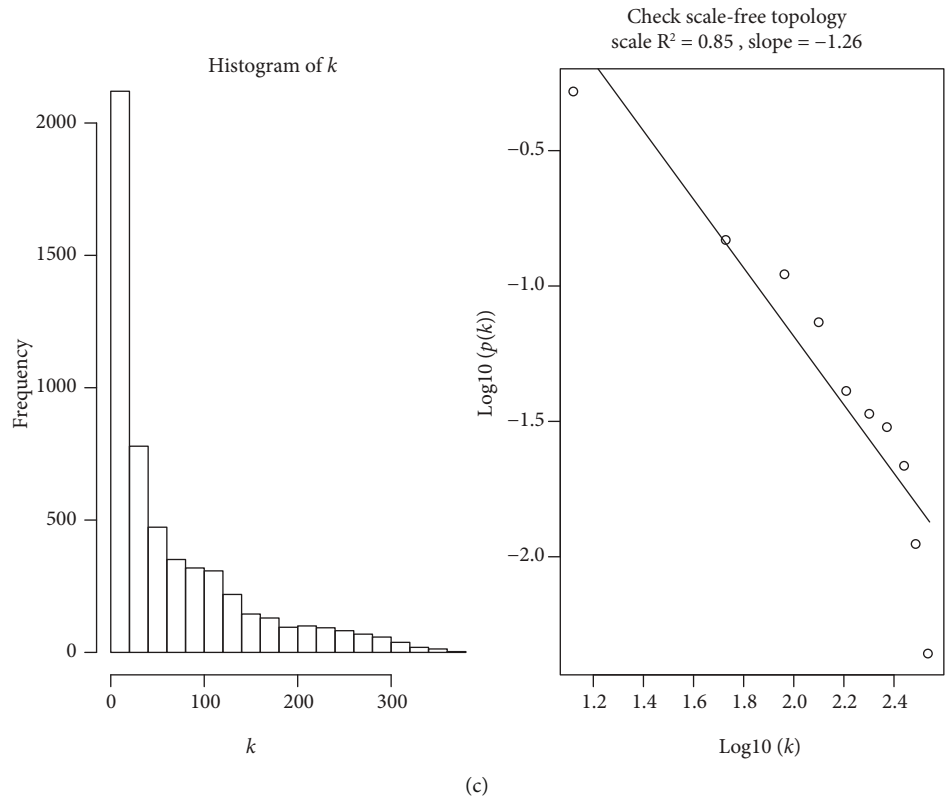 Histogram of k
Frequency
2000
1500
1000
500
0
0 100 200 300
k
Check scale-free topology
scale R² = 0.85 , slope = −1.26
Log10 (p(k))
−0.5
−1.0
−1.5
−2.0
1.2 1.4 1.6 1.8 2.0 2.2 2.4
Log10 (k)
(c)